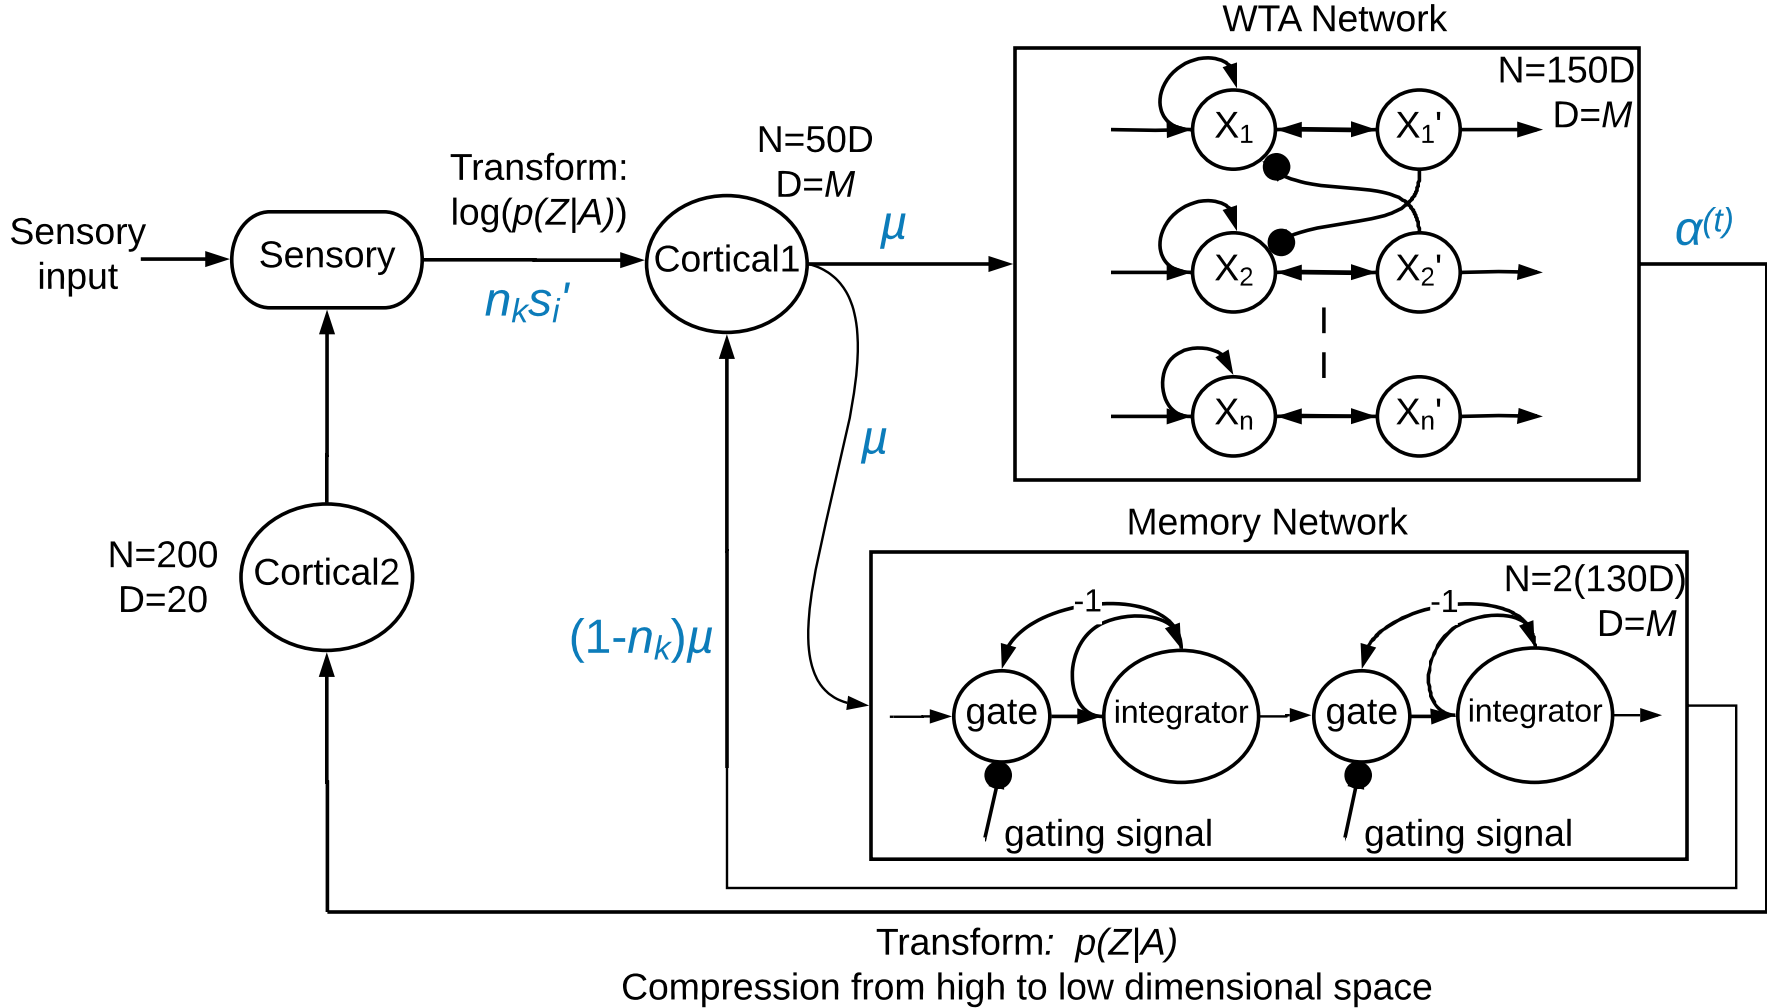 WTA Network
N=150D
D=M
X1
X1'
X2
X2'
Xn
Xn'
α(t)
N=50D
D=M
Transform:
log(p(Z|A))
Sensory
input
Sensory
Cortical1
μ
nksi'
μ
Memory Network
N=2(130D)
D=M
-1
-1
gate
integrator
gate
integrator
gating signal
gating signal
N=200
D=20
Cortical2
(1-nk)μ
Transform: p(Z|A)
Compression from high to low dimensional space